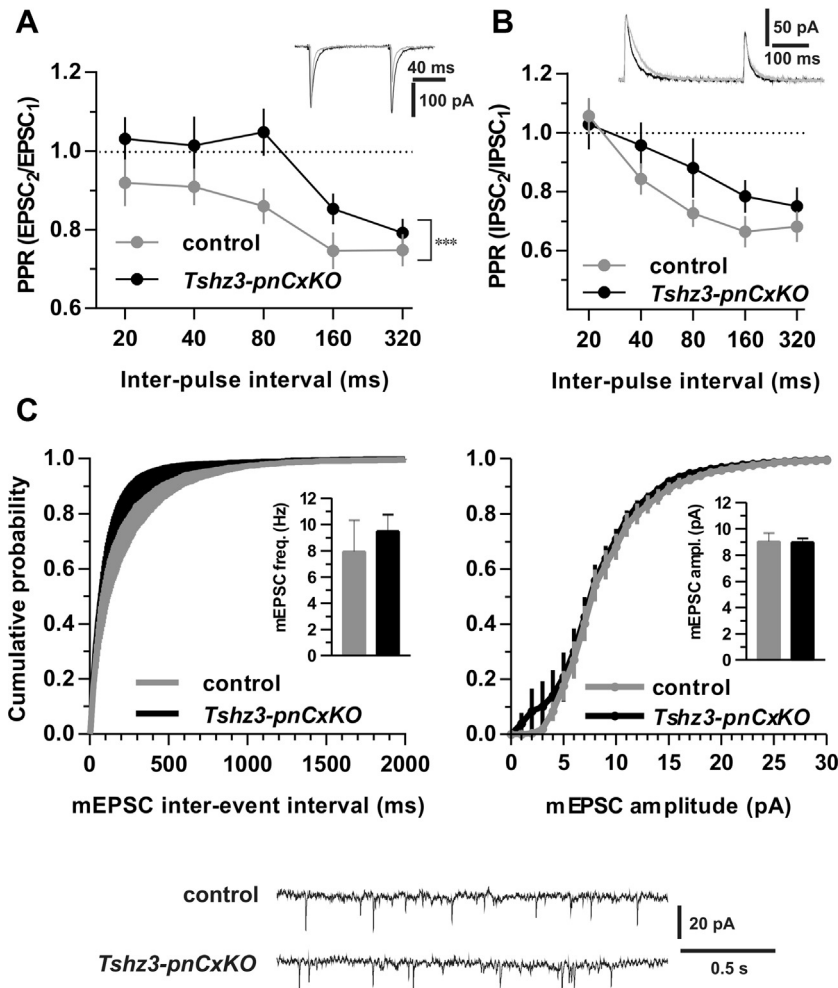 A
B
40 ms
100 pA
50 pA
100 ms
PPR (EPSC2/EPSC1)
1.2
1.0
0.8
0.6
control
Tshz3-pnCxKO
***
20 40 80 160 320
Inter-pulse interval (ms)
PPR (IPSC2/IPSC1)
1.2
1.0
0.8
0.6
control
Tshz3-pnCxKO
20 40 80 160 320
Inter-pulse interval (ms)
C
Cumulative probability
1.0
0.8
0.6
0.4
0.2
0.0
mEPSC freq. (Hz)
12
10
8
6
4
2
0
control
Tshz3-pnCxKO
0 500 1000 1500 2000
mEPSC inter-event interval (ms)
1.0
0.8
0.6
0.4
0.2
0.0
mEPSC ampl. (pA)
12
10
8
6
4
2
0
control
Tshz3-pnCxKO
0 5 10 15 20 25 30
mEPSC amplitude (pA)
control
20 pA
Tshz3-pnCxKO
0.5 s